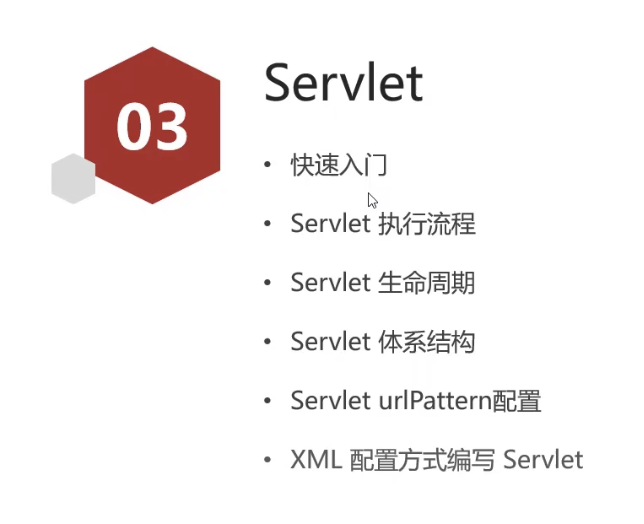 03
Servlet
• 快速入门
• Servlet 执行流程
• Servlet 生命周期
• Servlet 体系结构
• Servlet urlPattern配置
• XML 配置方式编写 Servlet